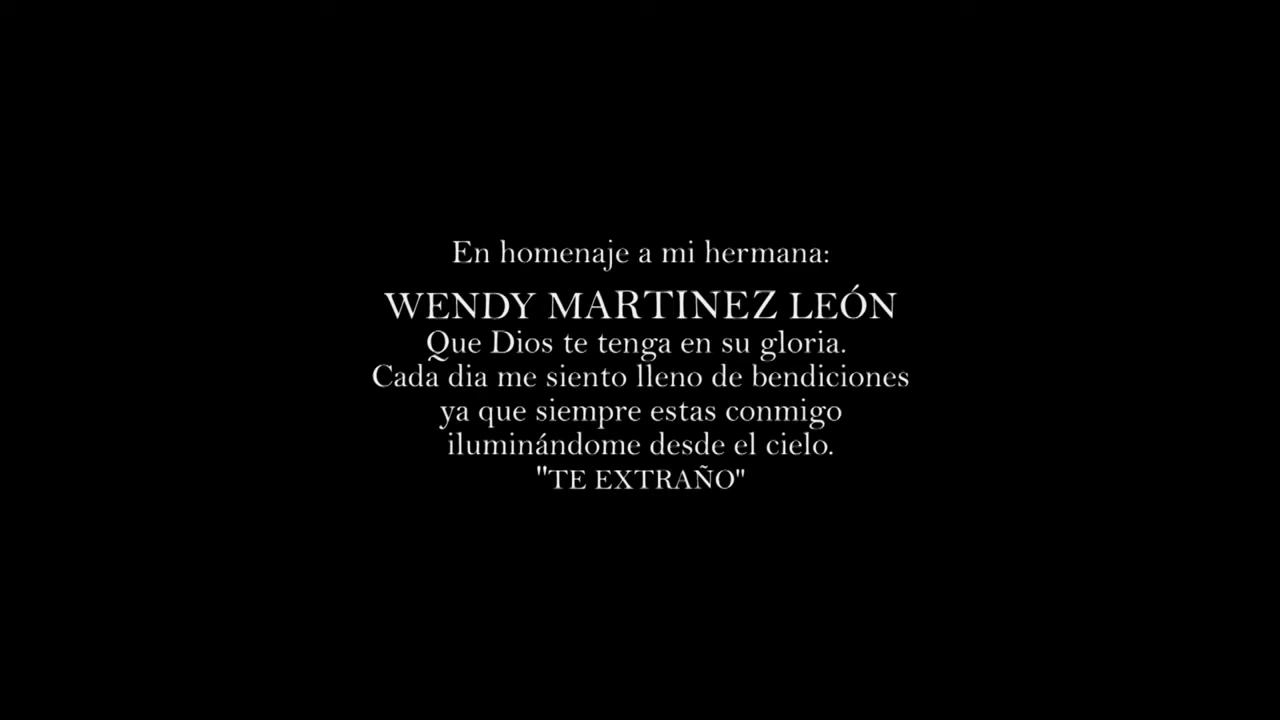 En homenaje a mi hermana:
WENDY MARTINEZ LEÓN
Que Dios te tenga en su gloria.
Cada dia me siento lleno de bendiciones
ya que siempre estas conmigo
iluminándome desde el cielo.
"TE EXTRAÑO"